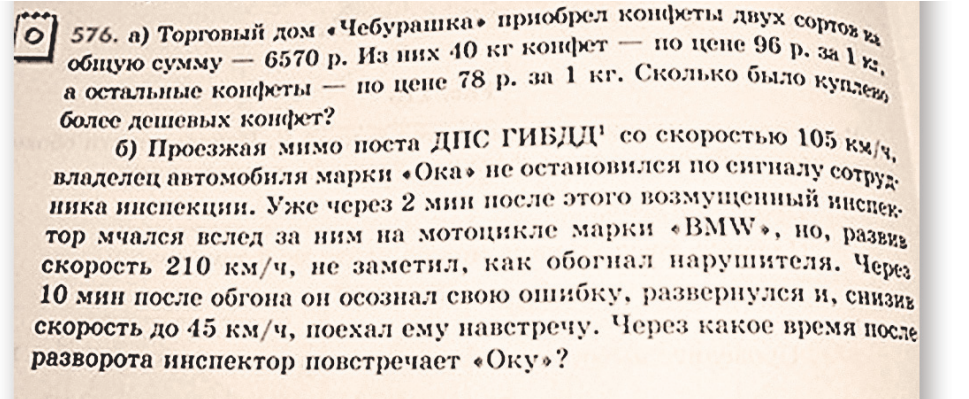 576. а) Торговый дом «Чебурашка» приобрел конфеты двух сортов на
общую сумму — 6570 р. Из них 40 кг конфет — по цене 96 р. за 1 кг,
а остальные конфеты — по цене 78 р. за 1 кг. Сколько было куплено
более дешевых конфет?
б) Проезжая мимо поста ДПС ГИБДД¹ со скоростью 105 км/ч,
владелец автомобиля марки «Ока» не остановился по сигналу сотруд-
ника инспекции. Уже через 2 мин после этого возмущенный инспек-
тор мчался вслед за ним на мотоцикле марки «BMW», но, развив
скорость 210 км/ч, не заметил, как обогнал нарушителя. Через
10 мин после обгона он осознал свою ошибку, развернулся и, снизив
скорость до 45 км/ч, поехал ему навстречу. Через какое время после
разворота инспектор повстречает «Оку»?